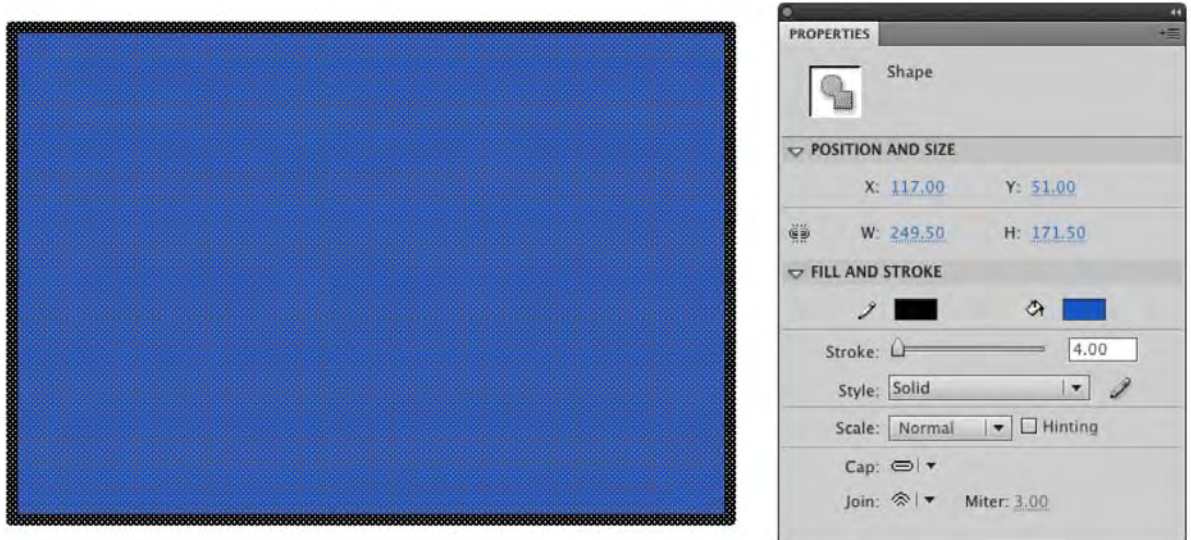 PROPERTIES
Shape
POSITION AND SIZE
X: 117.00 Y: 51.00
W: 249.50 H: 171.50
FILL AND STROKE
Stroke: 4.00
Style: Solid
Scale: Normal Hinting
Cap:
Join: Miter: 3.00